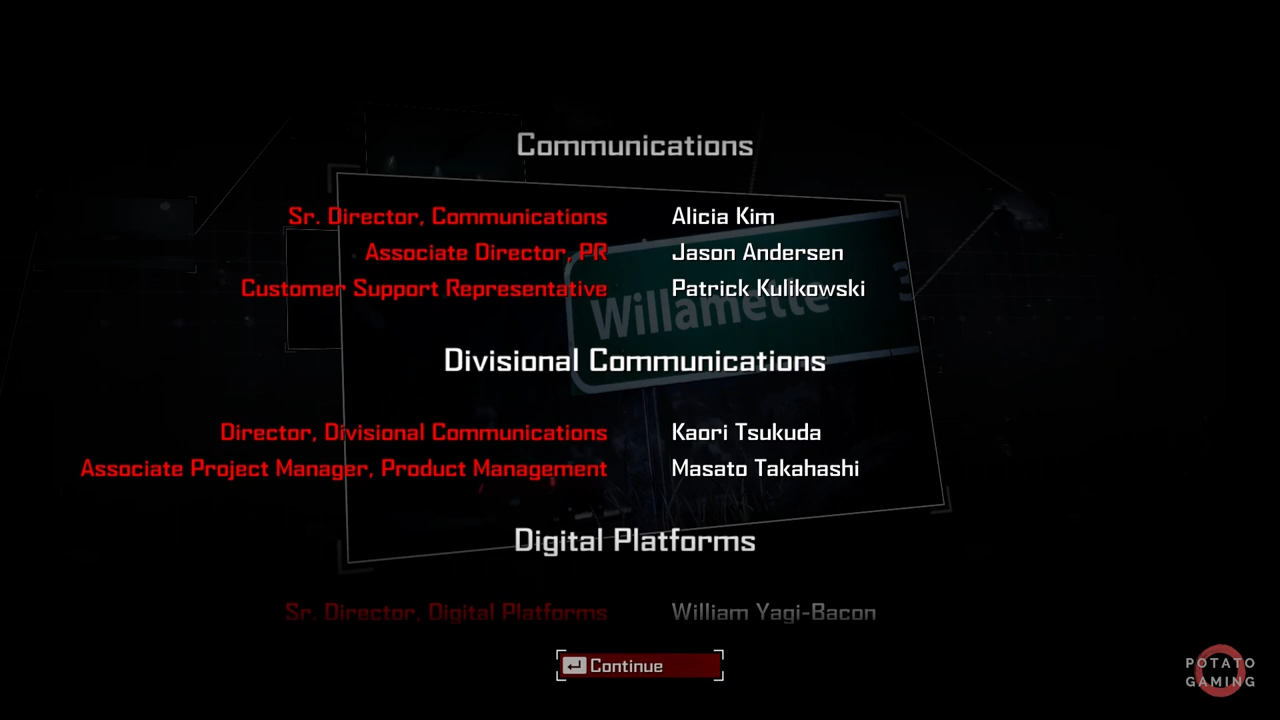 Communications
Sr. Director, Communications Alicia Kim
Associate Director, PR Jason Andersen
Customer Support Representative Patrick Kulikowski
Willamette 3
Divisional Communications
Director, Divisional Communications Kaori Tsukuda
Associate Project Manager, Product Management Masato Takahashi
Digital Platforms
Sr. Director, Digital Platforms William Yagi-Bacon
Continue
POTATO
GAMING